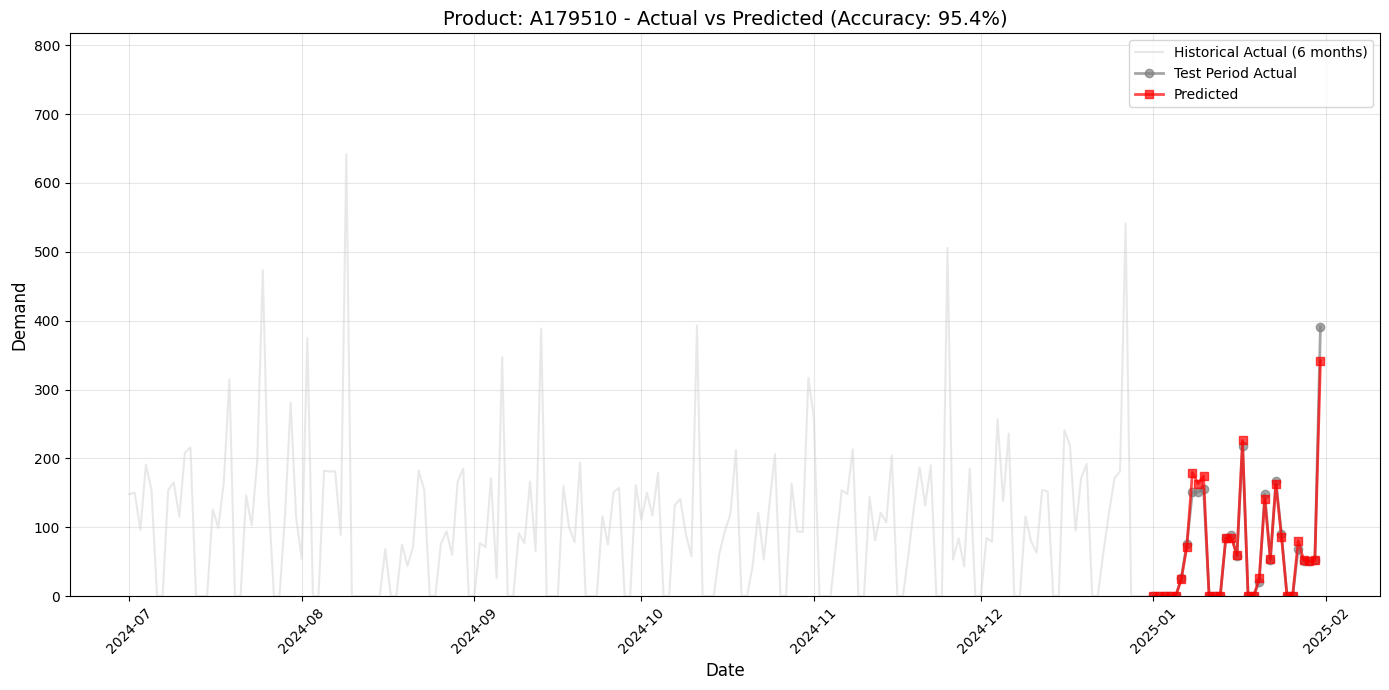 Product: A179510 - Actual vs Predicted (Accuracy: 95.4%)
Historical Actual (6 months)
Test Period Actual
Predicted
Demand
800
700
600
500
400
300
200
100
0
2024-07
2024-08
2024-09
2024-10
2024-11
2024-12
2025-01
2025-02
Date